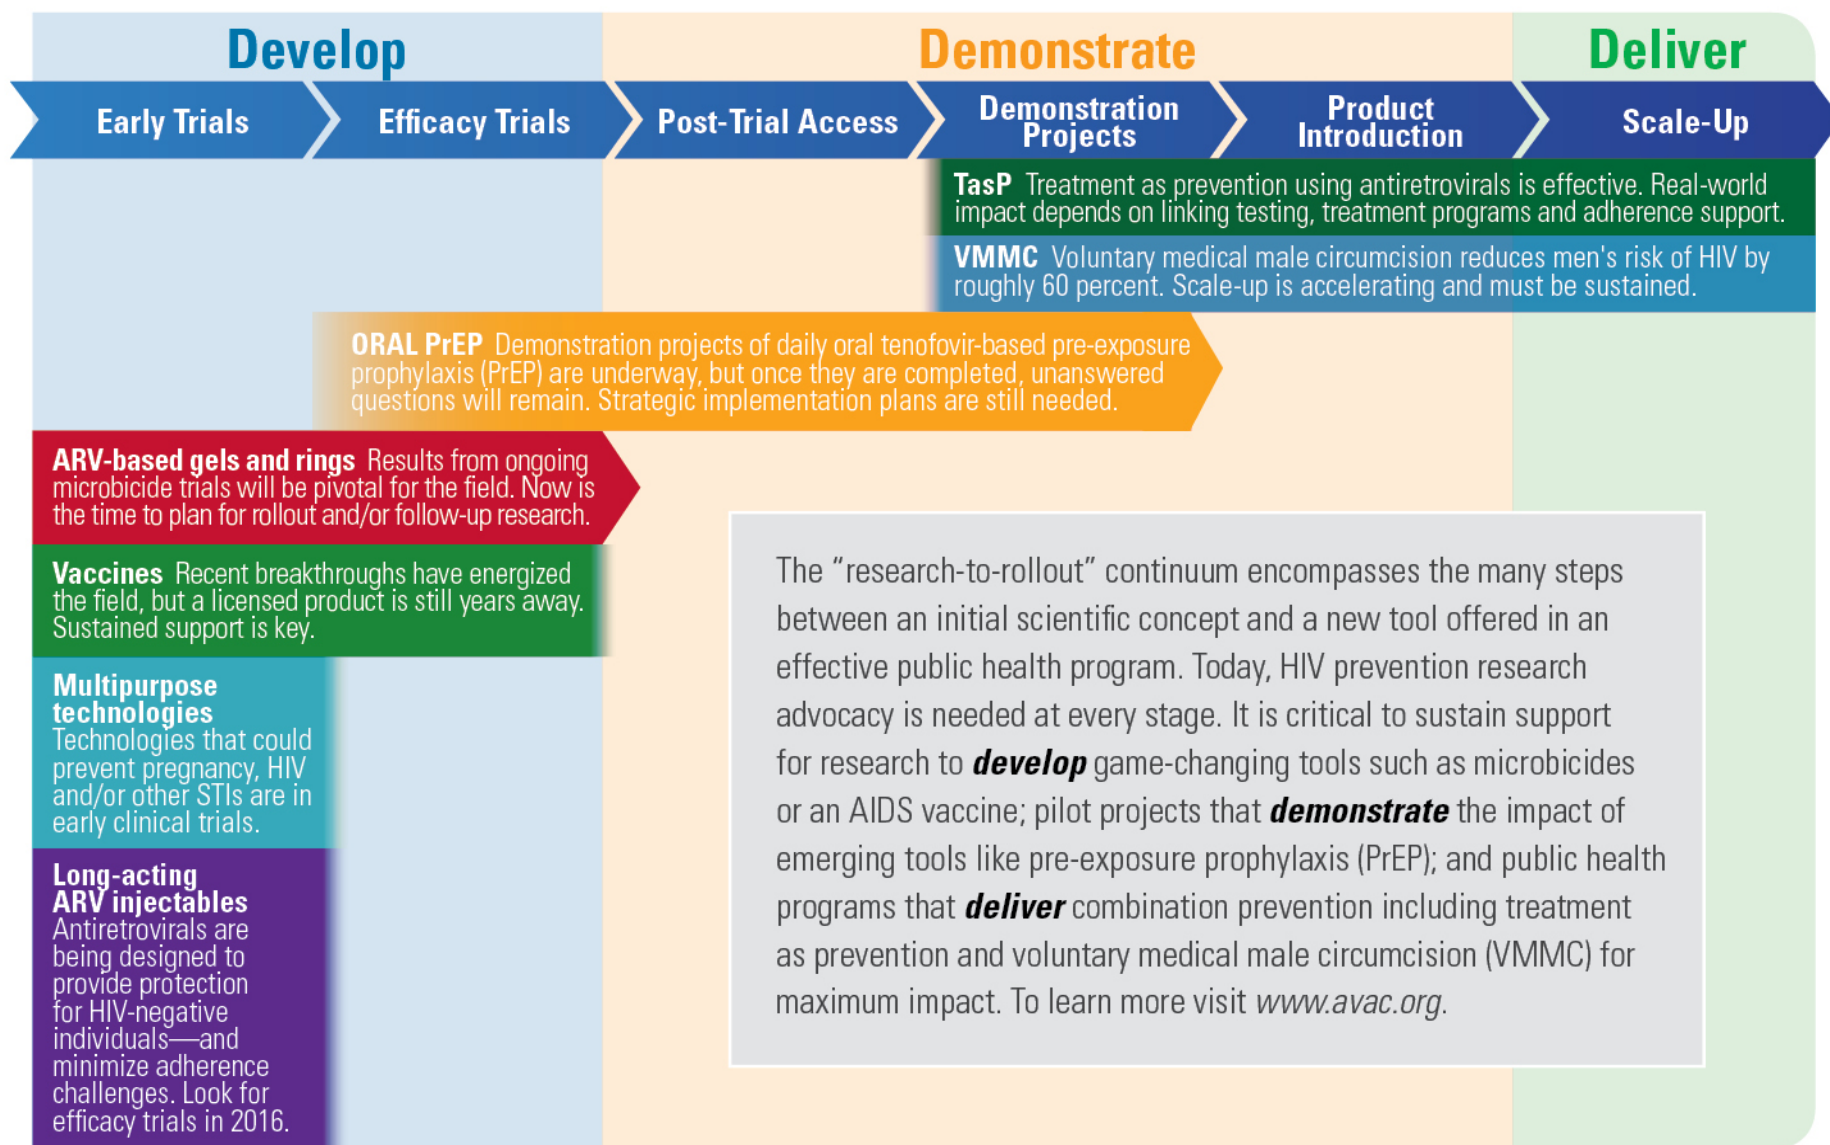 Develop
Demonstrate
Deliver
Early Trials
Efficacy Trials
Post-Trial Access
Demonstration
Projects
Product
Introduction
Scale-Up
TasP Treatment as prevention using antiretrovirals is effective. Real-world
impact depends on linking testing, treatment programs and adherence support.
VMMC Voluntary medical male circumcision reduces men's risk of HIV by
roughly 60 percent. Scale-up is accelerating and must be sustained.
ORAL PrEP Demonstration projects of daily oral tenofovir-based pre-exposure
prophylaxis (PrEP) are underway, but once they are completed, unanswered
questions will remain. Strategic implementation plans are still needed.
ARV-based gels and rings Results from ongoing
microbicide trials will be pivotal for the field. Now is
the time to plan for rollout and/or follow-up research.
Vaccines Recent breakthroughs have energized
the field, but a licensed product is still years away.
Sustained support is key.
Multipurpose
technologies
Technologies that could
prevent pregnancy, HIV
and/or other STIs are in
early clinical trials.
Long-acting
ARV injectables
Antiretrovirals are
being designed to
provide protection
for HIV-negative
individuals—and
minimize adherence
challenges. Look for
efficacy trials in 2016.
The “research-to-rollout” continuum encompasses the many steps
between an initial scientific concept and a new tool offered in an
effective public health program. Today, HIV prevention research
advocacy is needed at every stage. It is critical to sustain support
for research to develop game-changing tools such as microbicides
or an AIDS vaccine; pilot projects that demonstrate the impact of
emerging tools like pre-exposure prophylaxis (PrEP); and public health
programs that deliver combination prevention including treatment
as prevention and voluntary medical male circumcision (VMMC) for
maximum impact. To learn more visit www.avac.org.